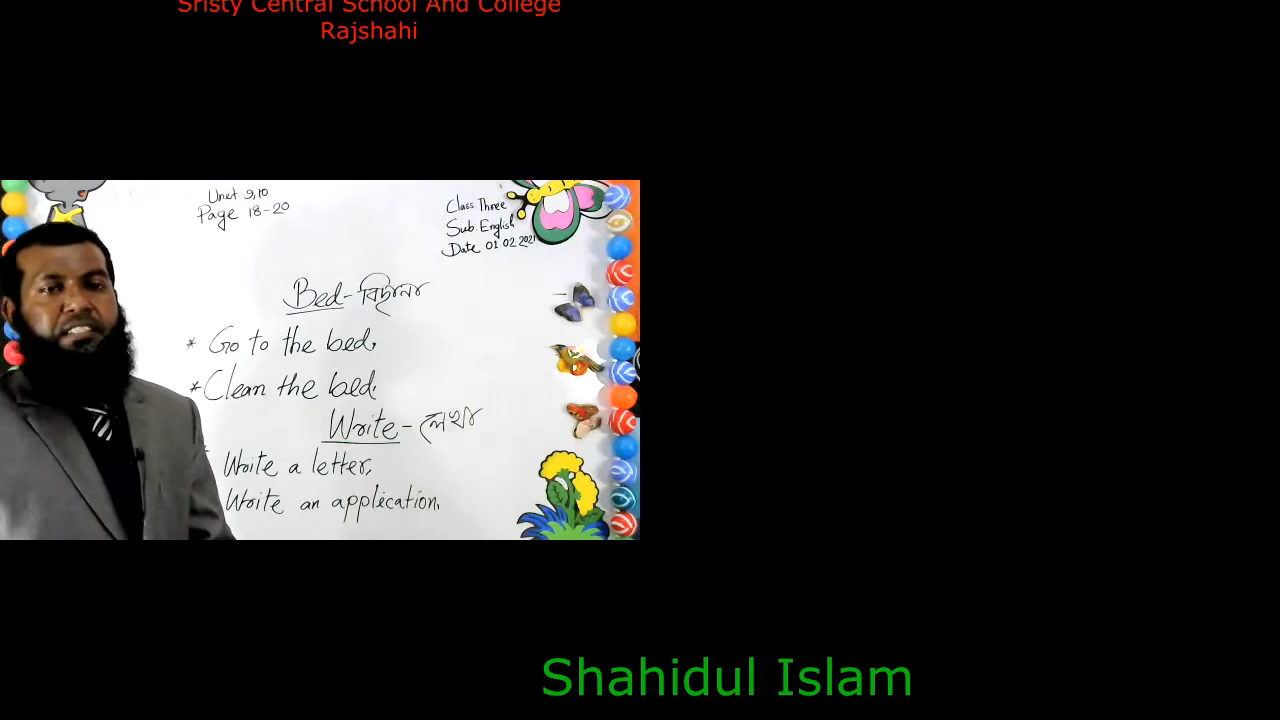 Sristy Central School And College
Rajshahi
Unet 9,10
Page 18-20
Class Three
Sub. English
Date 01 02 2021
Bed - বিছানা
* Go to the bed.
* Clean the bed.
Write - লেখা
* Write a letter.
Write an application.
Shahidul Islam